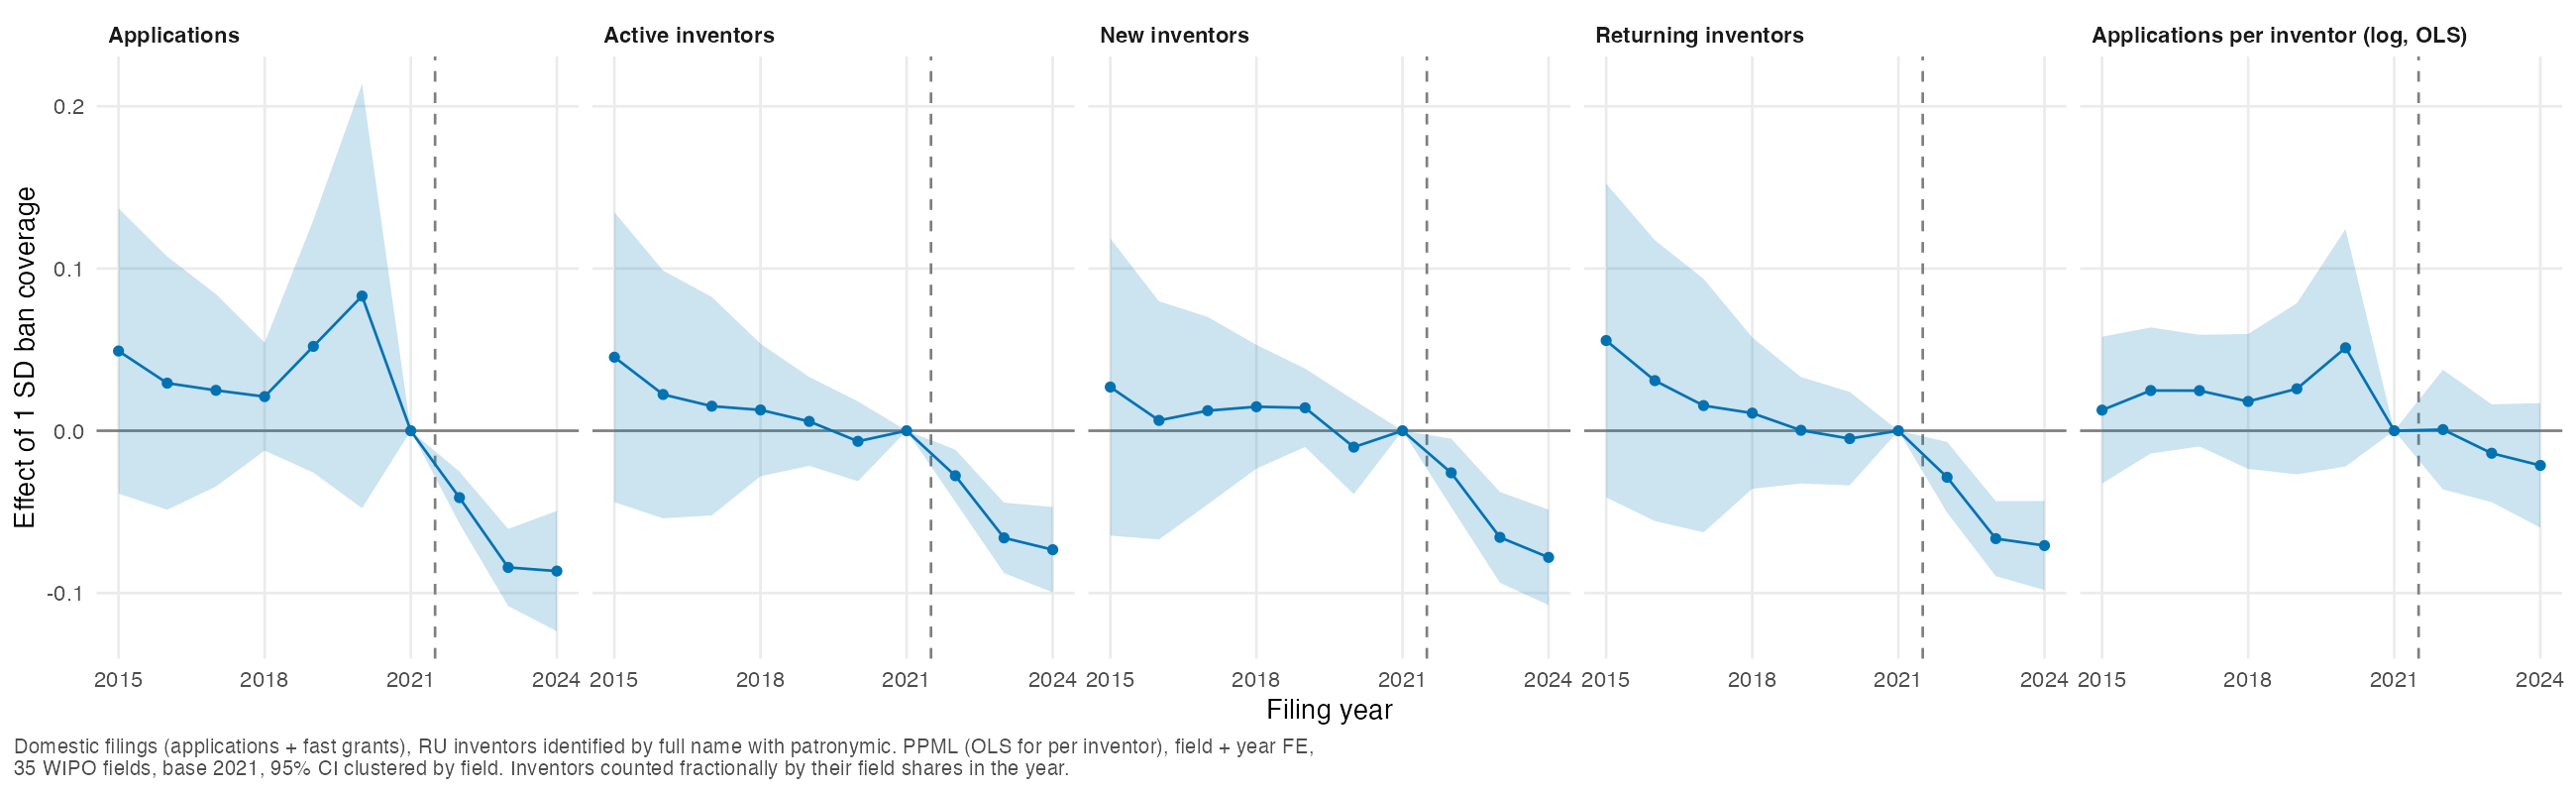 Applications
Active inventors
New inventors
Returning inventors
Applications per inventor (log, OLS)
Effect of 1 SD ban coverage
0.2
0.1
0.0
-0.1
2015 2018 2021 2024
2015 2018 2021 2024
2015 2018 2021 2024
2015 2018 2021 2024
2015 2018 2021 2024
Filing year
Domestic filings (applications + fast grants), RU inventors identified by full name with patronymic. PPML (OLS for per inventor), field + year FE,
35 WIPO fields, base 2021, 95% CI clustered by field. Inventors counted fractionally by their field shares in the year.